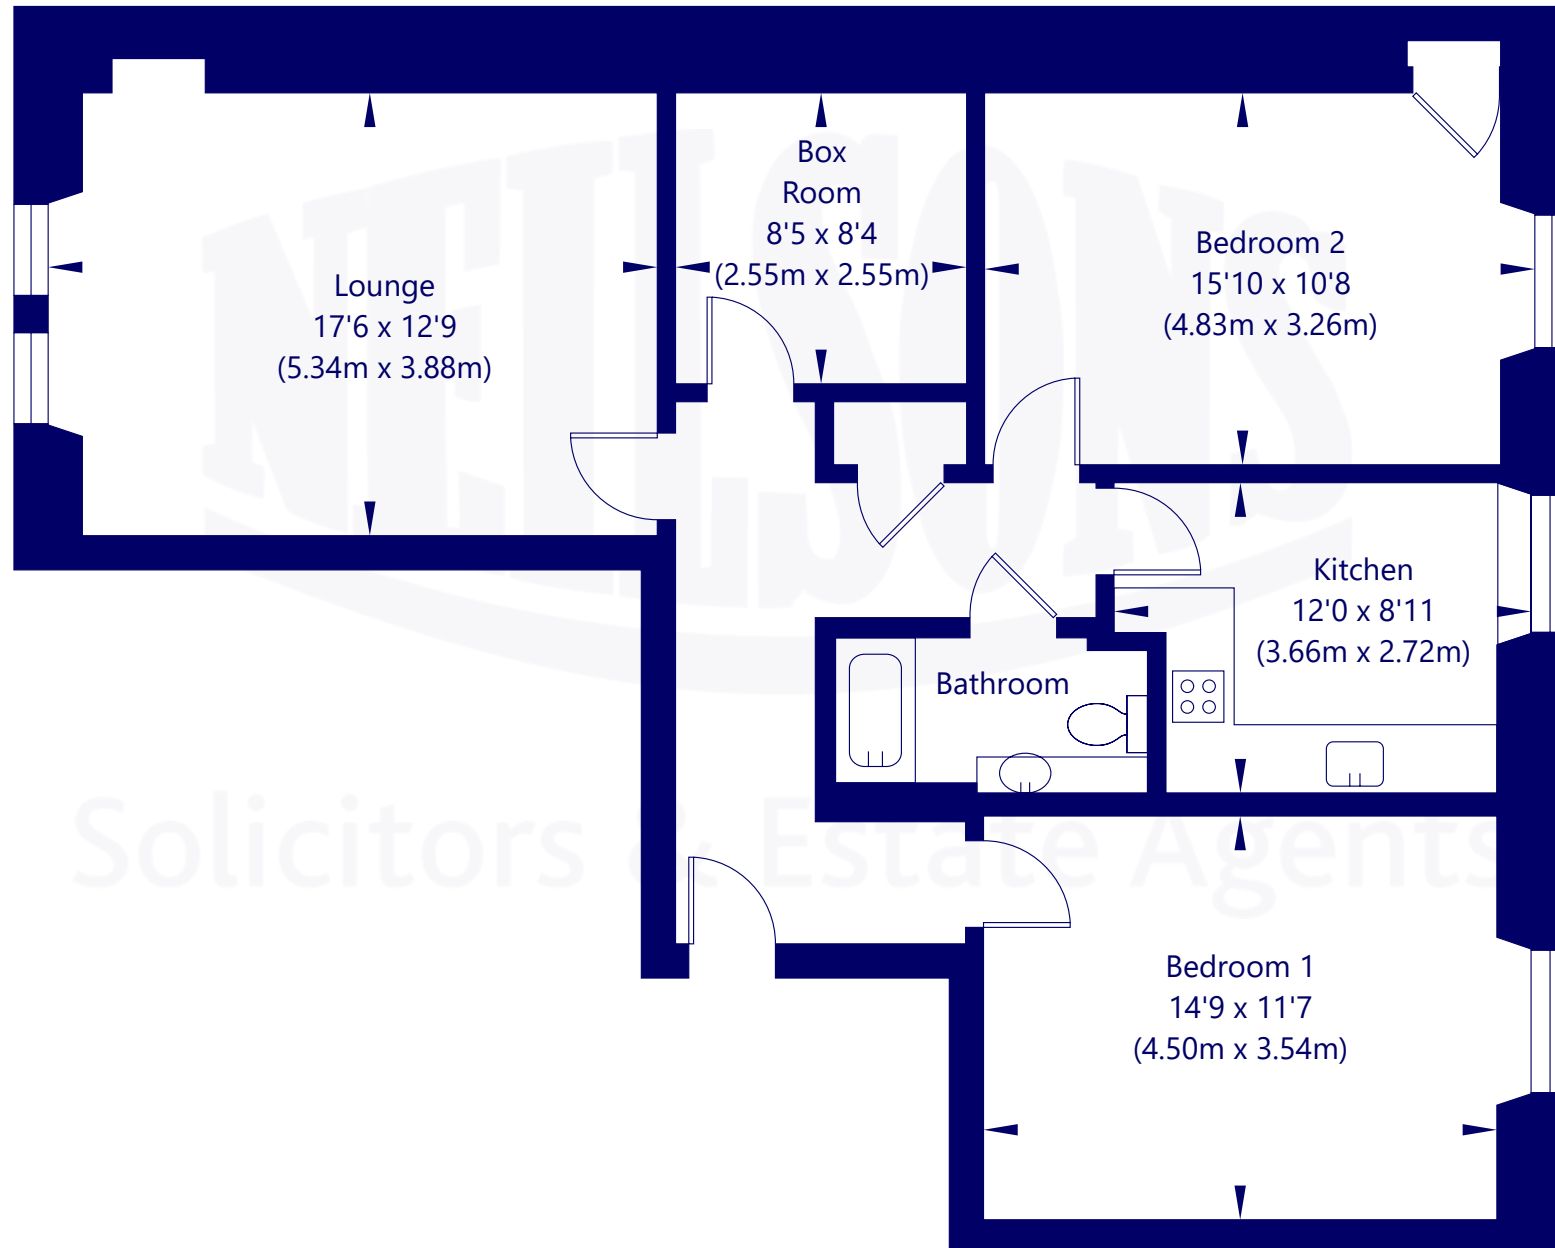 NEILSONS
Solicitors & Estate Agents
Lounge
17'6 x 12'9
(5.34m x 3.88m)
Box
Room
8'5 x 8'4
(2.55m x 2.55m)
Bedroom 2
15'10 x 10'8
(4.83m x 3.26m)
Kitchen
12'0 x 8'11
(3.66m x 2.72m)
Bathroom
Bedroom 1
14'9 x 11'7
(4.50m x 3.54m)